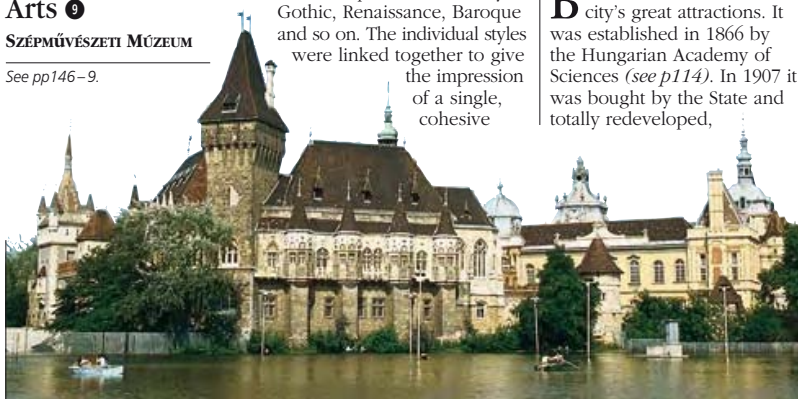 Arts 9
SZÉPMŰVÉSZETI MÚZEUM
See pp146–9.
Gothic, Renaissance, Baroque
and so on. The individual styles
were linked together to give
the impression
of a single,
cohesive
B city's great attractions. It
was established in 1866 by
the Hungarian Academy of
Sciences (see p114). In 1907 it
was bought by the State and
totally redeveloped,